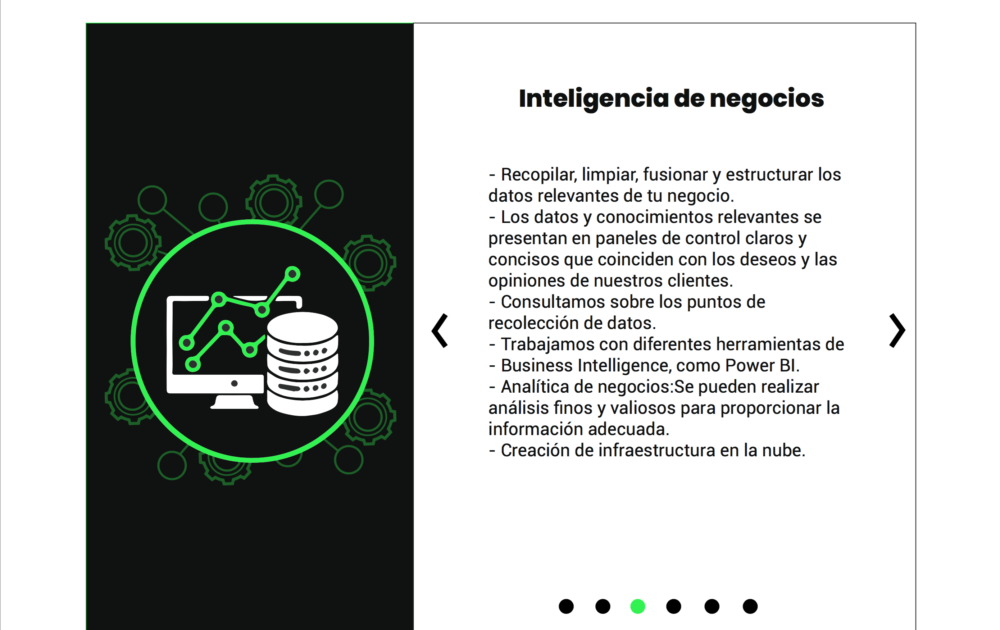 Inteligencia de negocios
- Recopilar, limpiar, fusionar y estructurar los
datos relevantes de tu negocio.
- Los datos y conocimientos relevantes se
presentan en paneles de control claros y
concisos que coinciden con los deseos y las
opiniones de nuestros clientes.
- Consultamos sobre los puntos de
recolección de datos.
- Trabajamos con diferentes herramientas de
- Business Intelligence, como Power BI.
- Analítica de negocios:Se pueden realizar
análisis finos y valiosos para proporcionar la
información adecuada.
- Creación de infraestructura en la nube.